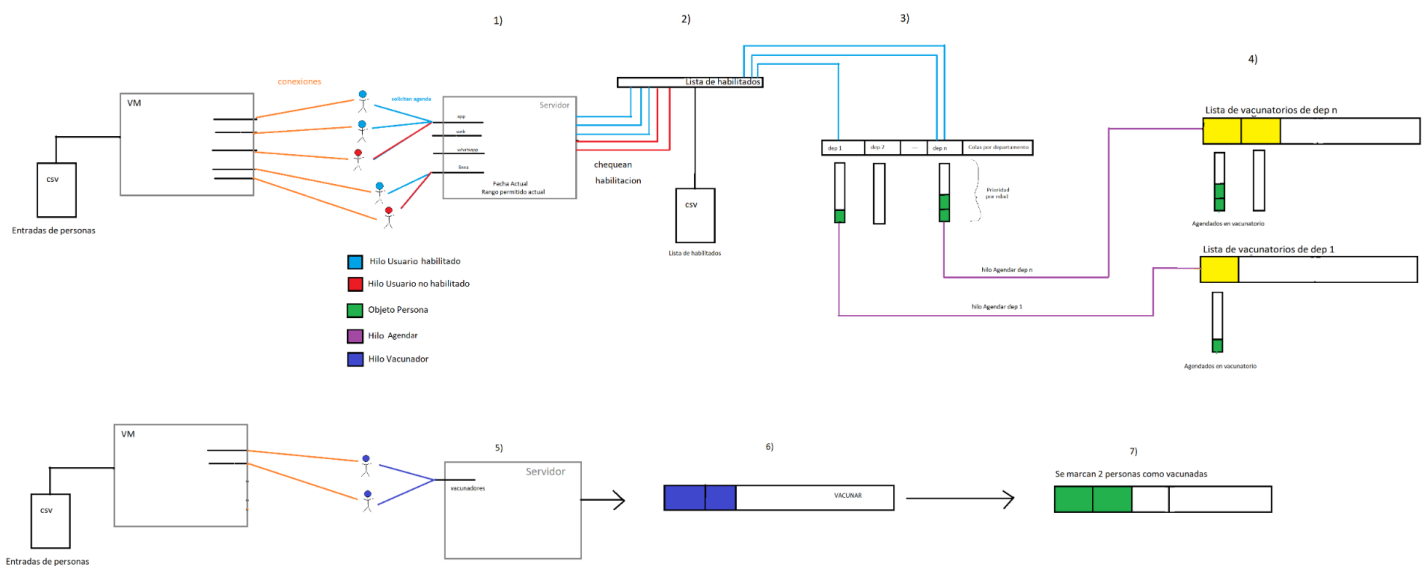 1)
2)
3)
4)
conexiones
VM
solicitan agenda
Servidor
app
web
whatsapp
linea
Fecha Actual
Rango permitido actual
CSV
Entradas de personas
Lista de habilitados
chequean
habilitacion
CSV
Lista de habilitados
dep 1
dep 2
---
dep n
Colas por departamento
Prioridad
por edad
Lista de vacunatorios de dep n
Agendados en vacunatorio
Lista de vacunatorios de dep 1
Agendados en vacunatorio
hilo Agendar dep n
hilo Agendar dep 1
Hilo Usuario habilitado
Hilo Usuario no habilitado
Objeto Persona
Hilo Agendar
Hilo Vacunador
VM
CSV
Entradas de personas
5)
Servidor
vacunadores
6)
VACUNAR
7)
Se marcan 2 personas como vacunadas